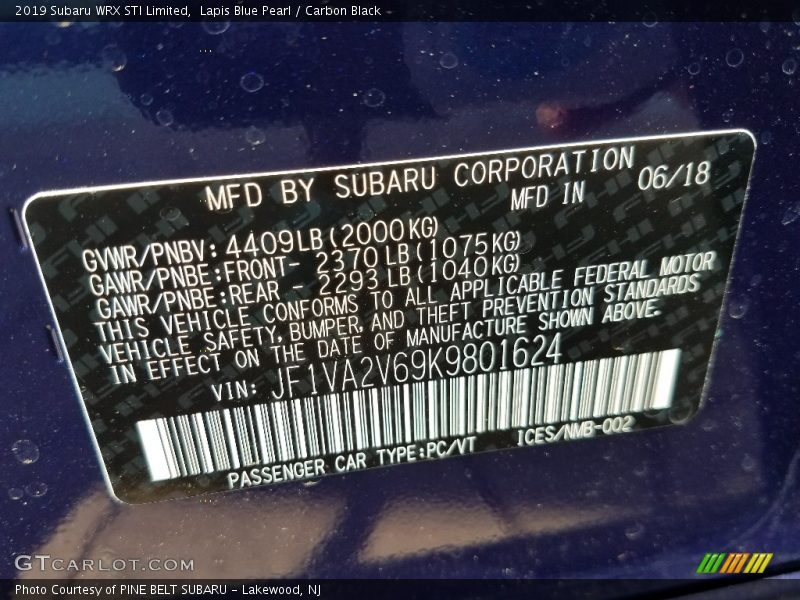 2019 Subaru WRX STI Limited,  Lapis Blue Pearl / Carbon Black
MFD BY SUBARU CORPORATION
MFD IN 06/18
GVWR/PNBV: 4409LB(2000KG)
GAWR/PNBE:FRONT- 2370LB(1075KG)
GAWR/PNBE:REAR - 2293LB(1040KG)
THIS VEHICLE CONFORMS TO ALL APPLICABLE FEDERAL MOTOR
VEHICLE SAFETY, BUMPER, AND THEFT PREVENTION STANDARDS
IN EFFECT ON THE DATE OF MANUFACTURE SHOWN ABOVE.
VIN: JF1VA2V69K9801624
PASSENGER CAR TYPE:PC/VT ICES/NMB-002
GTCARLOT.COM
Photo Courtesy of PINE BELT SUBARU - Lakewood, NJ